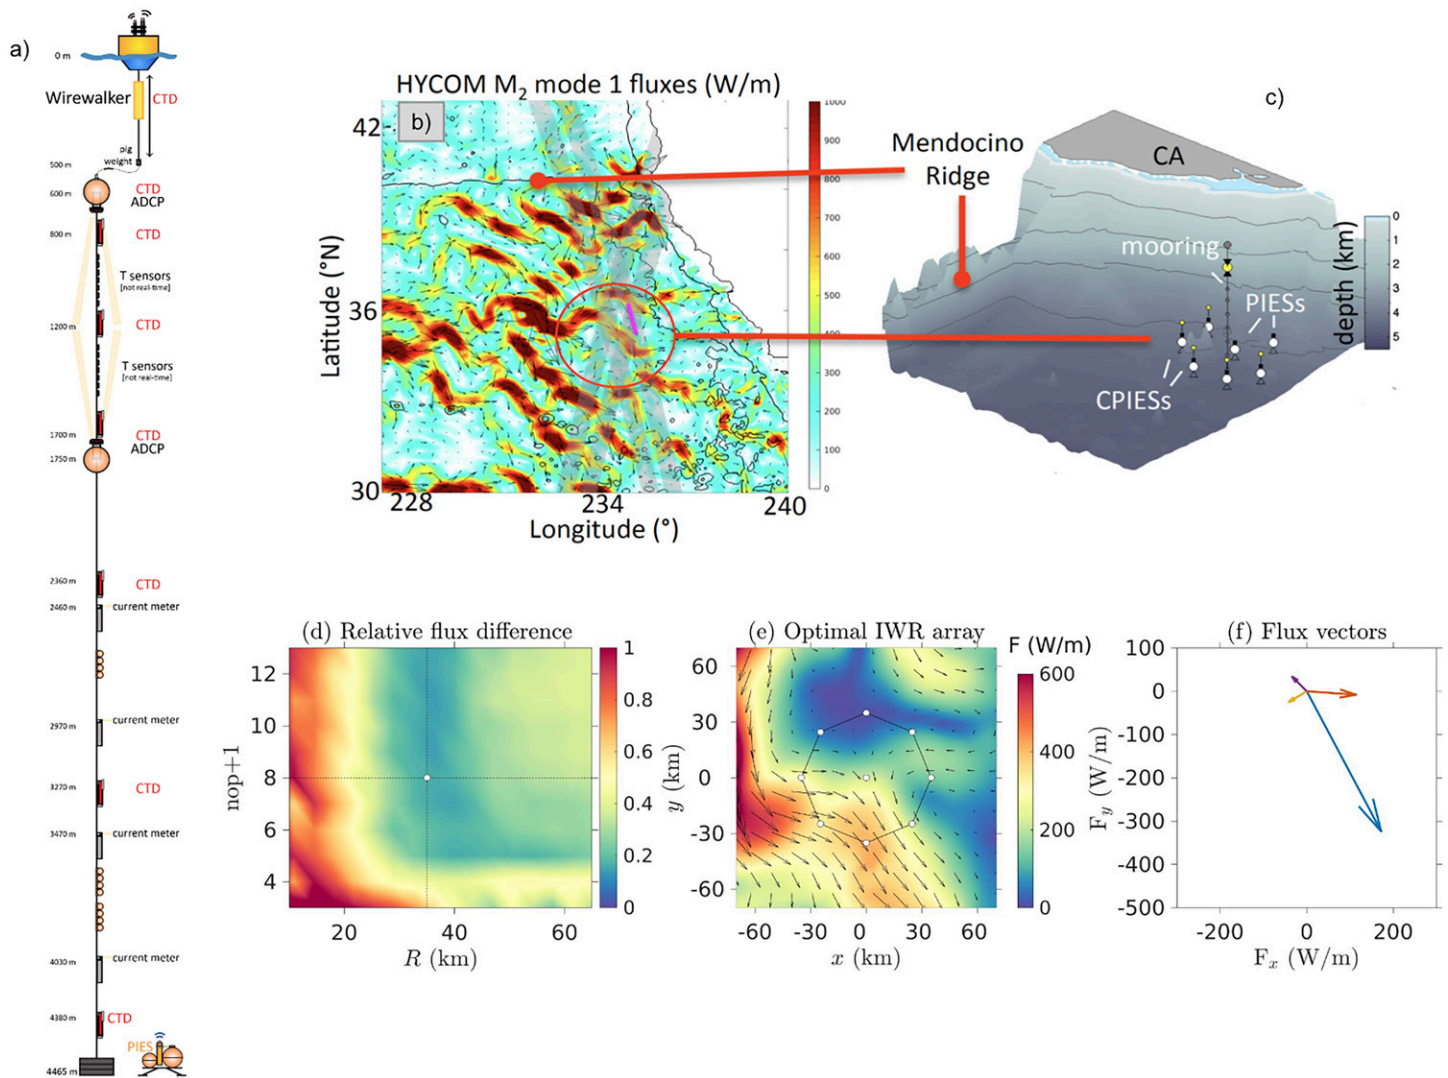 a)
0 m
Wirewalker
CTD
pig
weight
500 m
600 m
CTD
ADCP
800 m
CTD
T sensors
[not real-time]
1200 m
CTD
T sensors
[not real-time]
1700 m
CTD
ADCP
1750 m
2360 m
CTD
2460 m
current meter
2970 m
current meter
3270 m
CTD
3470 m
current meter
4030 m
current meter
4380 m
CTD
PIES
4465 m
HYCOM M₂ mode 1 fluxes (W/m)
b)
42
36
30
Latitude (°N)
228
234
240
Longitude (°)
1000
900
800
700
600
500
400
300
200
100
0
Mendocino
Ridge
c)
CA
mooring
PIESs
CPIESs
depth (km)
0
1
2
3
4
5
(d) Relative flux difference
12
10
8
6
4
nop+1
20
40
60
R (km)
1
0.8
0.6
0.4
0.2
0
(e) Optimal IWR array
60
30
0
-30
-60
y (km)
-60
-30
0
30
60
x (km)
F (W/m)
600
400
200
0
(f) Flux vectors
100
0
-100
-200
-300
-400
-500
F_y (W/m)
-200
0
200
F_x (W/m)